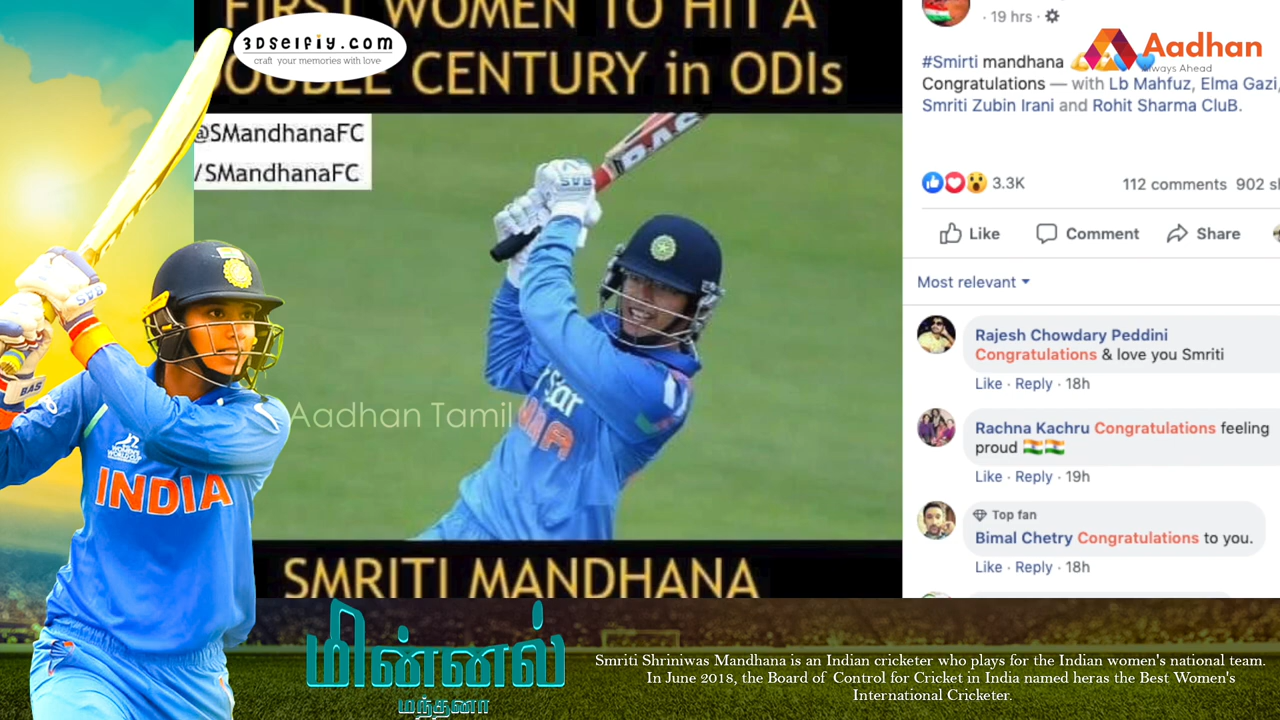 FIRST WOMEN TO HIT A
DOUBLE CENTURY in ODIs
3DSelfiy.com
craft your memories with love
@SMandhanaFC
/SMandhanaFC
BAS
SVB
Aadhan Tamil
SMRITI MANDHANA
SVB
BAS
INDIA
19 hrs
Aadhan
Always Ahead
#Smirti mandhana
Congratulations — with Lb Mahfuz, Elma Gazi,
Smriti Zubin Irani and Rohit Sharma CluB.
3.3K 112 comments 902
Like Comment Share
Most relevant
Rajesh Chowdary Peddini
Congratulations & love you Smriti
Like · Reply · 18h
Rachna Kachru Congratulations feeling
proud
Like · Reply · 19h
Top fan
Bimal Chetry Congratulations to you.
Like · Reply · 18h
மின்னல்
மந்தனா
Smriti Shriniwas Mandhana is an Indian cricketer who plays for the Indian women's national team.
In June 2018, the Board of Control for Cricket in India named heras the Best Women's
International Cricketer.